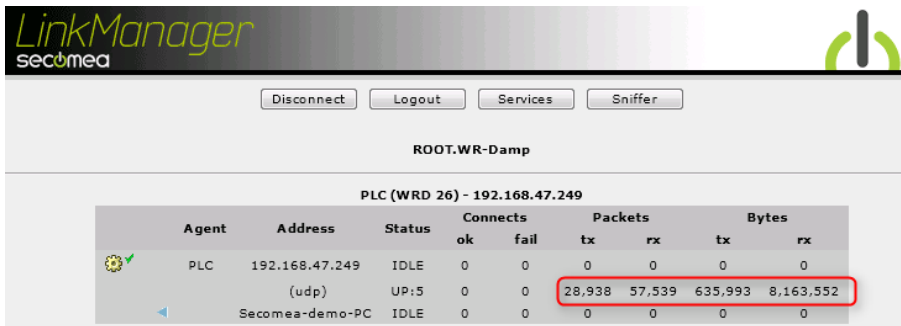 LinkManager
secomea
Disconnect Logout Services Sniffer
ROOT.WR-Damp
PLC (WRD 26) - 192.168.47.249
Agent Address Status Connects Packets Bytes
ok fail tx rx tx rx
PLC 192.168.47.249 IDLE 0 0 0 0 0 0
(udp) UP:5 0 0 28,938 57,539 635,993 8,163,552
Secomea-demo-PC IDLE 0 0 0 0 0 0